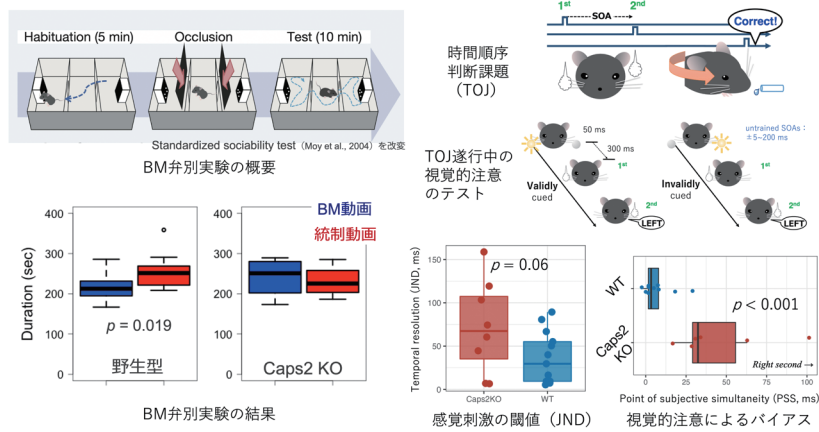 Habituation (5 min)
Occlusion
Test (10 min)
Standardized sociability test（Moy et al., 2004）を改変
BM弁別実験の概要
1st
SOA
2nd
Correct!
時間順序
判断課題
（TOJ）
TOJ遂行中の
視覚的注意
のテスト
50 ms
300 ms
1st
2nd
LEFT
Validly
cued
untrained SOAs：
±5~200 ms
1st
2nd
LEFT
Invalidly
cued
Duration (sec)
400
300
200
100
0
p = 0.019
野生型
400
300
200
100
0
BM動画
統制動画
Caps2 KO
BM弁別実験の結果
Temporal resolution (JND, ms)
150
100
50
0
p = 0.06
Caps2KO
WT
感覚刺激の閾値（JND）
WT
Caps2
KO
p < 0.001
Right second →
0
25
50
75
100
Point of subjective simultaneity (PSS, ms)
視覚的注意によるバイアス